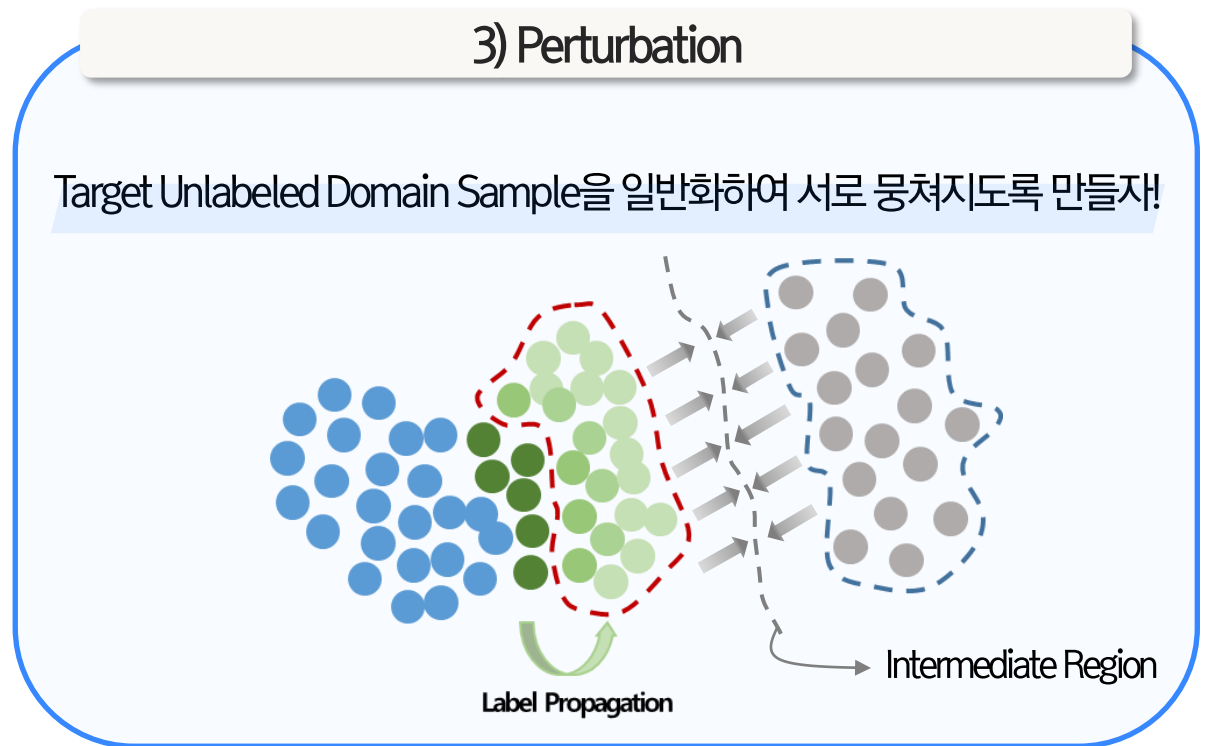 3) Perturbation
Target Unlabeled Domain Sample을 일반화하여 서로 뭉쳐지도록 만들자!
Intermediate Region
Label Propagation